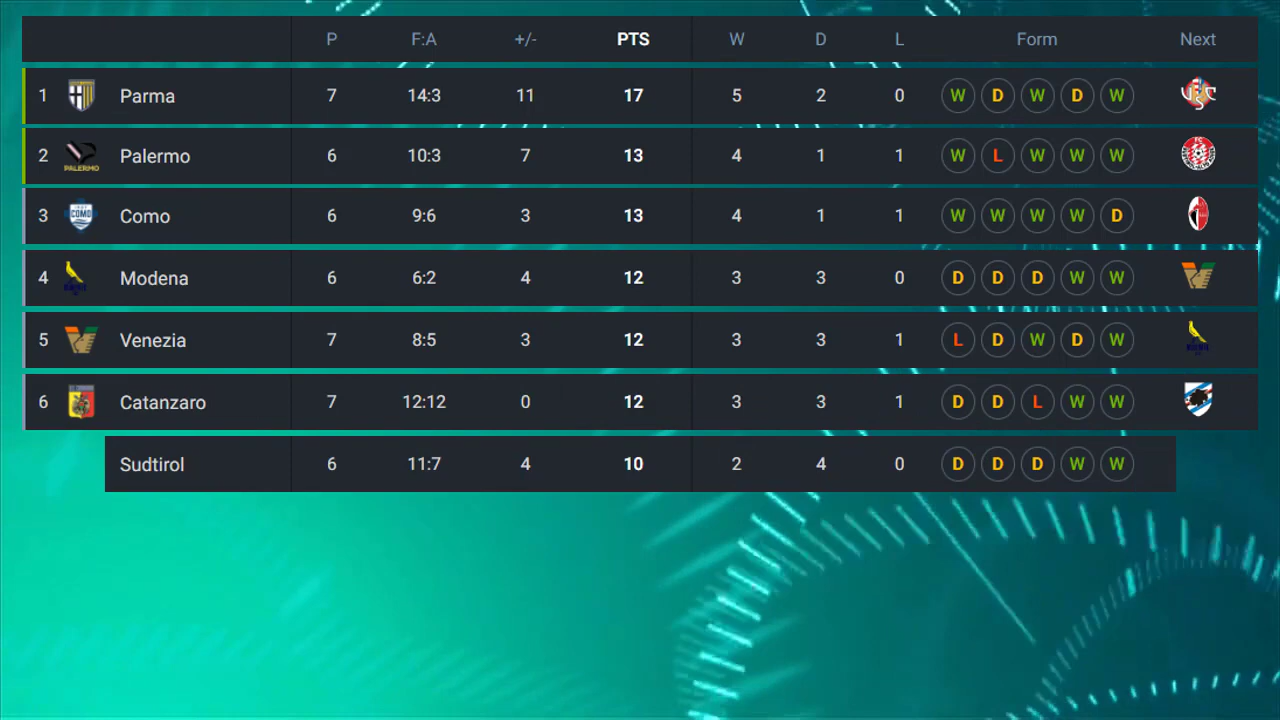 P F:A +/- PTS W D L Form Next
1 Parma 7 14:3 11 17 5 2 0 W D W D W
2 PALERMO Palermo 6 10:3 7 13 4 1 1 W L W W W
3 COMO Como 6 9:6 3 13 4 1 1 W W W W D
4 Modena 6 6:2 4 12 3 3 0 D D D W W
5 Venezia 7 8:5 3 12 3 3 1 L D W D W
6 Catanzaro 7 12:12 0 12 3 3 1 D D L W W
Sudtirol 6 11:7 4 10 2 4 0 D D D W W